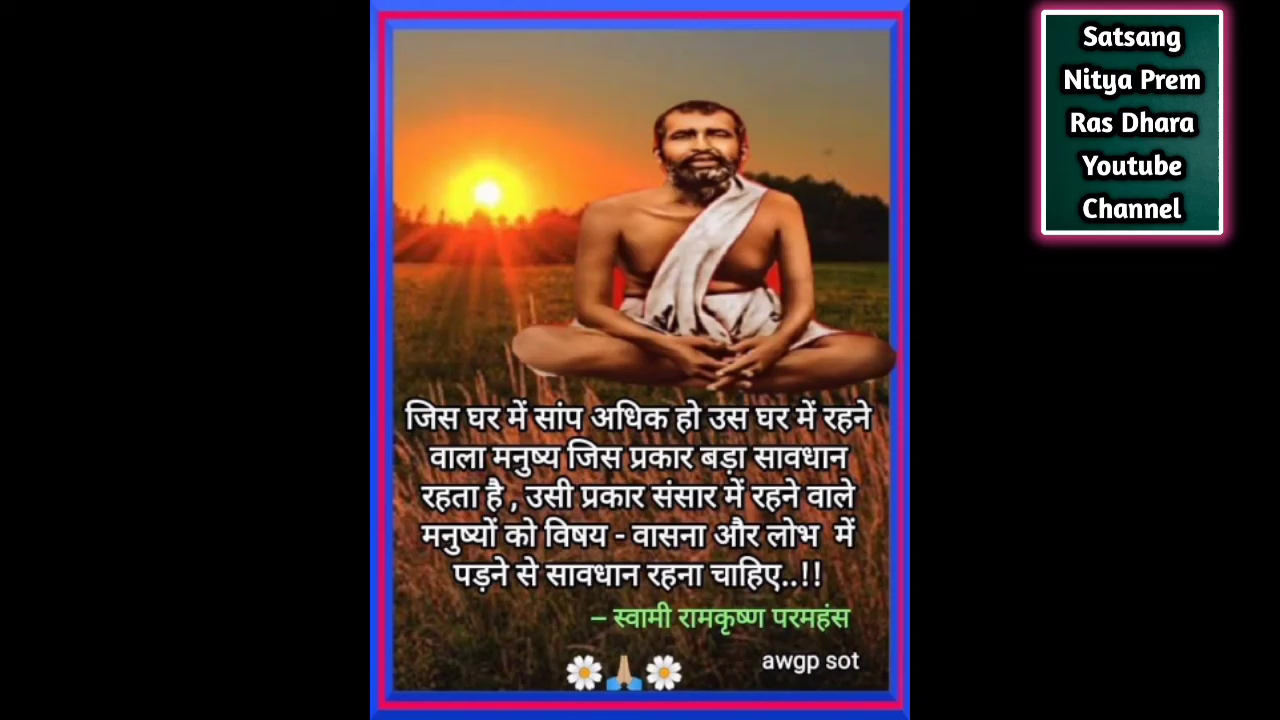 Satsang
Nitya Prem
Ras Dhara
Youtube
Channel
जिस घर में सांप अधिक हो उस घर में रहने
वाला मनुष्य जिस प्रकार बड़ा सावधान
रहता है , उसी प्रकार संसार में रहने वाले
मनुष्यों को विषय - वासना और लोभ में
पड़ने से सावधान रहना चाहिए..!!
– स्वामी रामकृष्ण परमहंस
awgp sot